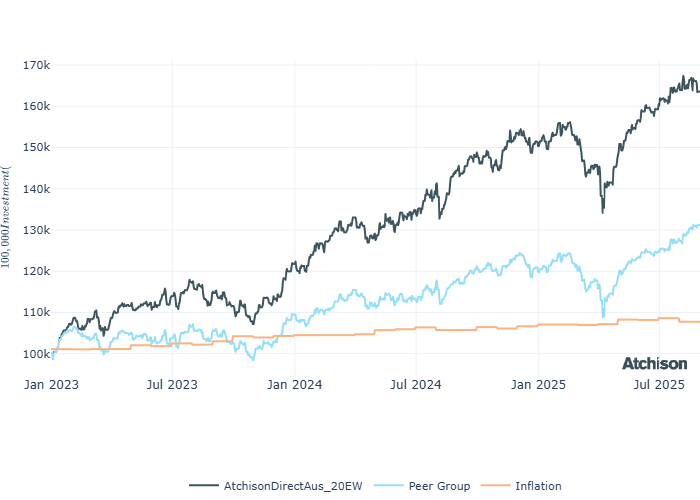 170k
160k
150k
140k
130k
120k
110k
100k
100, 000Investment(
Jan 2023
Jul 2023
Jan 2024
Jul 2024
Jan 2025
Jul 2025
Atchison
AtchisonDirectAus_20EW
Peer Group
Inflation